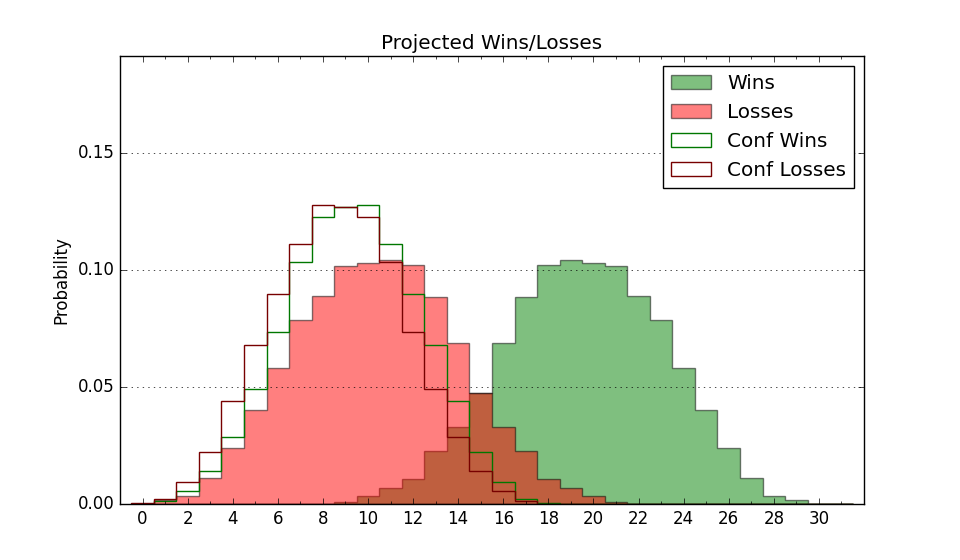 Projected Wins/Losses
Wins
Losses
Conf Wins
Conf Losses
Probability
0.15
0.10
0.05
0.00
0 2 4 6 8 10 12 14 16 18 20 22 24 26 28 30